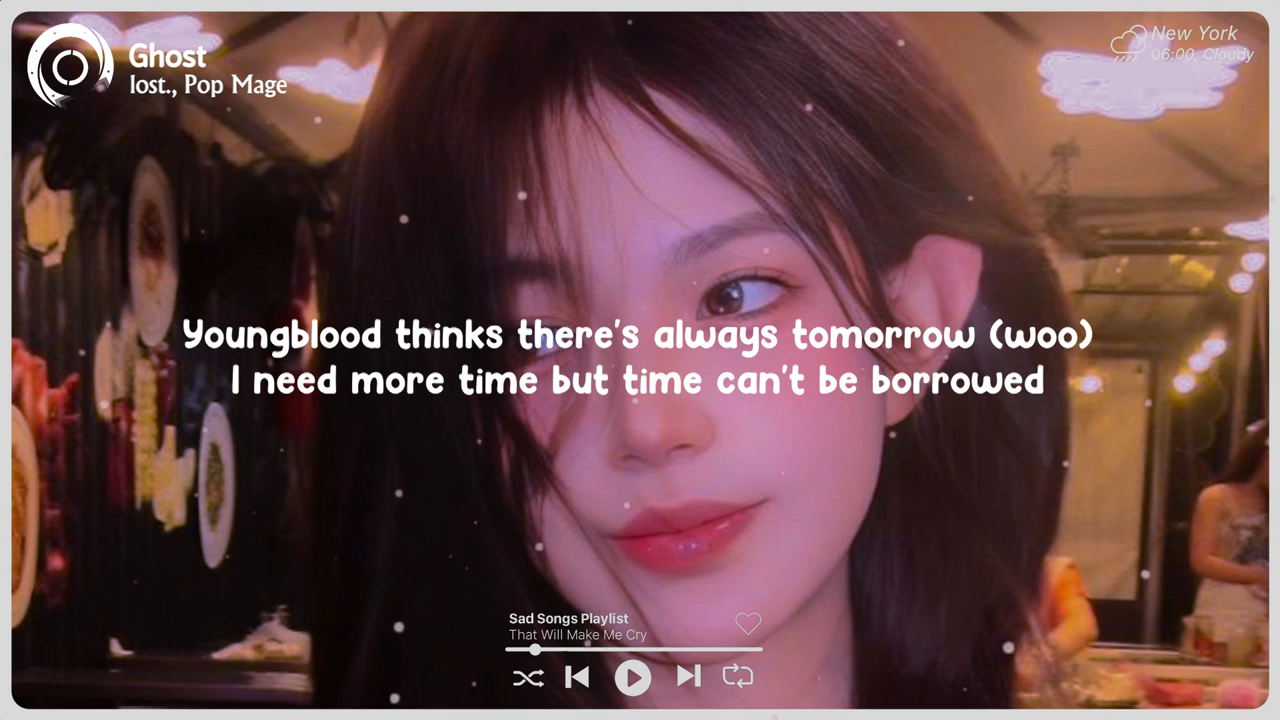 Ghost
lost., Pop Mage
New York
06:00, Cloudy
Youngblood thinks there's always tomorrow (woo)
I need more time but time can't be borrowed
Sad Songs Playlist
That Will Make Me Cry